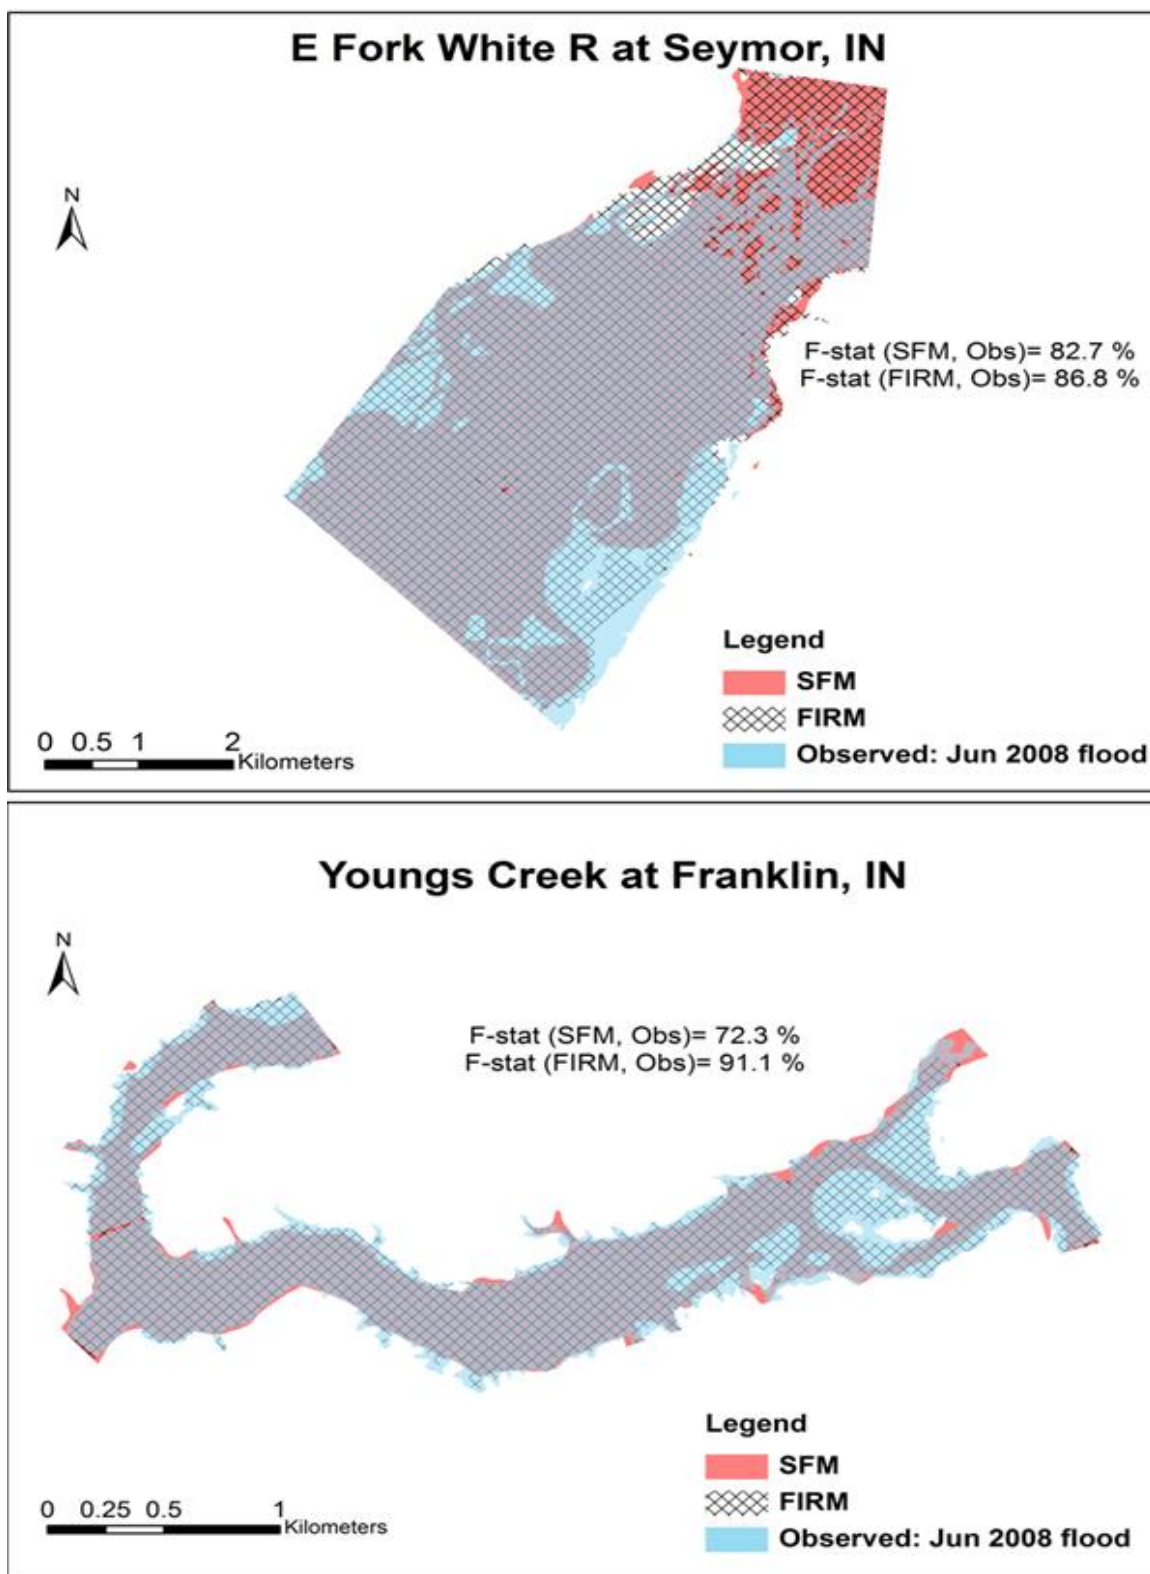 E Fork White R at Seymor, IN
N
F-stat (SFM, Obs)= 82.7 %
F-stat (FIRM, Obs)= 86.8 %
Legend
SFM
FIRM
Observed: Jun 2008 flood
0 0.5 1 2
Kilometers
Youngs Creek at Franklin, IN
N
F-stat (SFM, Obs)= 72.3 %
F-stat (FIRM, Obs)= 91.1 %
Legend
SFM
FIRM
Observed: Jun 2008 flood
0 0.25 0.5 1
Kilometers